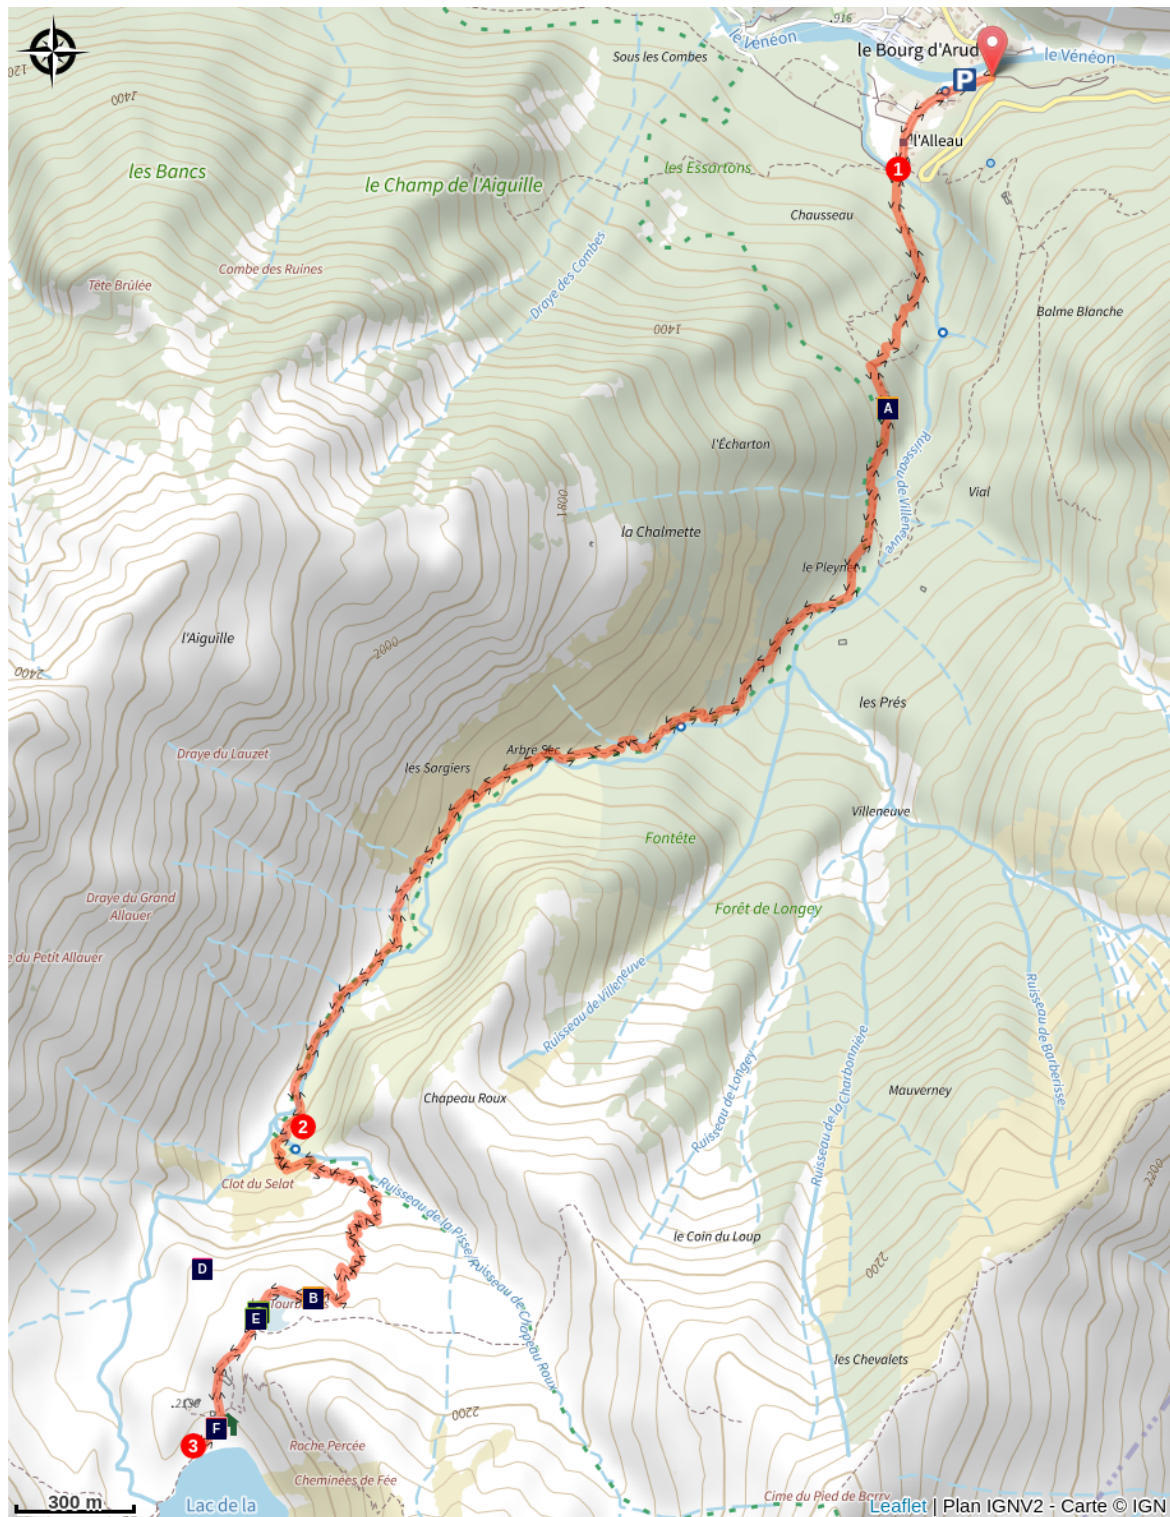 .916
le Vénéon
le Bourg d'Arud
le Vénéon
Sous les Combes
P
1400
l'Alleau
les Bancs
le Champ de l'Aiguille
les Essartons
1
Chausseau
Combe des Ruines
Tête Brûlée
Draye des Combes
1400
Balme Blanche
A
l'Écharton
Ruisseau de Villeneuve
Vial
1800
la Chalmette
l'Aiguille
2000
2400
les Prés
Draye du Lauzet
Arbre Sec
les Sorgiers
Villeneuve
Fontête
Draye du Grand
Allauer
Forêt de Longey
e du Petit Allauer
Ruisseau de Villeneuve
Ruisseau de Barberisse
Chapeau Roux
Mauverney
Ruisseau de Longey
Ruisseau de la Charbonnière
2
2200
Clot du Selat
Ruisseau de la Pisse
Ruisseau de Chapeau Roux
le Coin du Loup
D
2200
B
E
les Chevalets
2200
F
3
Roche Percée
Cheminées de Fée
300 m
Lac de la
Cime du Pied de Barry
Leaflet | Plan IGNV2 - Carte © IGN